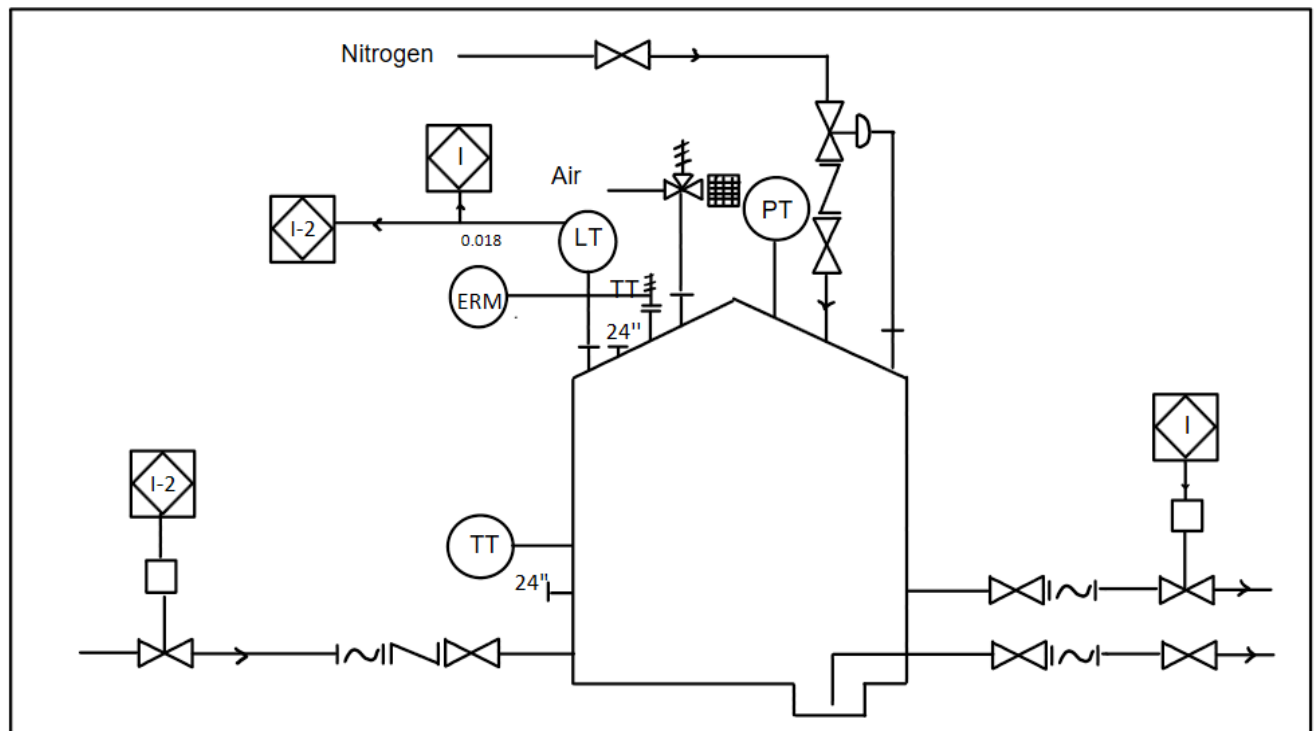 Nitrogen
I
Air
I-2
PT
LT
0.018
TT
ERM
24"
I
I-2
TT
24"